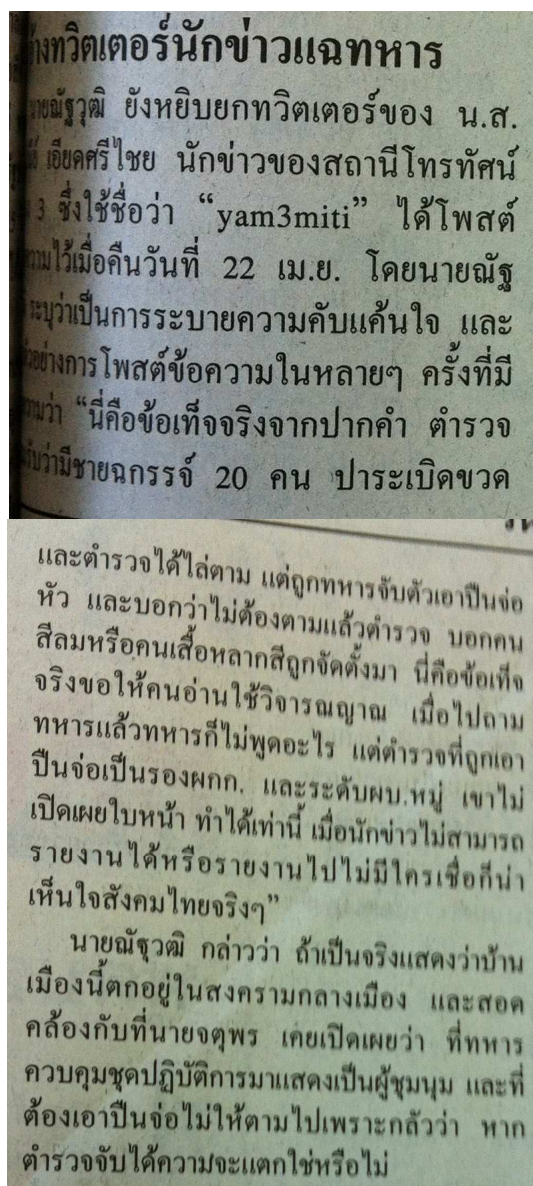 างทวิตเตอร์นักข่าวแฉทหาร
นายณัฐวุฒิ ยังหยิบยกทวิตเตอร์ของ น.ส.
เอียดศรีไชย นักข่าวของสถานีโทรทัศน์
3 ซึ่งใช้ชื่อว่า “yam3miti” ได้โพสต์
ความไว้เมื่อคืนวันที่ 22 เม.ย. โดยนายณัฐ
ระบุว่าเป็นการระบายความคับแค้นใจ และ
อย่างการโพสต์ข้อความในหลายๆ ครั้งที่มี
ความว่า “นี่คือข้อเท็จจริงจากปากคำ ตำรวจ
ว่ามีชายฉกรรจ์ 20 คน ปาระเบิดขวด
และตำรวจได้ไล่ตาม แต่ถูกทหารจับตัวเอาปืนจ่อ
หัว และบอกว่าไม่ต้องตามแล้วตำรวจ บอกคน
สีลมหรือคนเสื้อหลากสีถูกจัดตั้งมา นี่คือข้อเท็จ
จริงขอให้คนอ่านใช้วิจารณญาณ เมื่อไปถาม
ทหารแล้วทหารก็ไม่พูดอะไร แต่ตำรวจที่ถูกเอา
ปืนจ่อเป็นรองผกก. และระดับผบ.หมู่ เขาไม่
เปิดเผยใบหน้า ทำได้เท่านี้ เมื่อนักข่าวไม่สามารถ
รายงานได้หรือรายงานไปไม่มีใครเชื่อก็น่า
เห็นใจสังคมไทยจริงๆ”
นายณัฐวุฒิ กล่าวว่า ถ้าเป็นจริงแสดงว่าบ้าน
เมืองนี้ตกอยู่ในสงครามกลางเมือง และสอด
คล้องกับที่นายจตุพร เคยเปิดเผยว่า ที่ทหาร
ควบคุมชุดปฏิบัติการมาแสดงเป็นผู้ชุมนุม และที่
ต้องเอาปืนจ่อไม่ให้ตามไปเพราะกลัวว่า หาก
ตำรวจจับได้ความจะแตกใช่หรือไม่